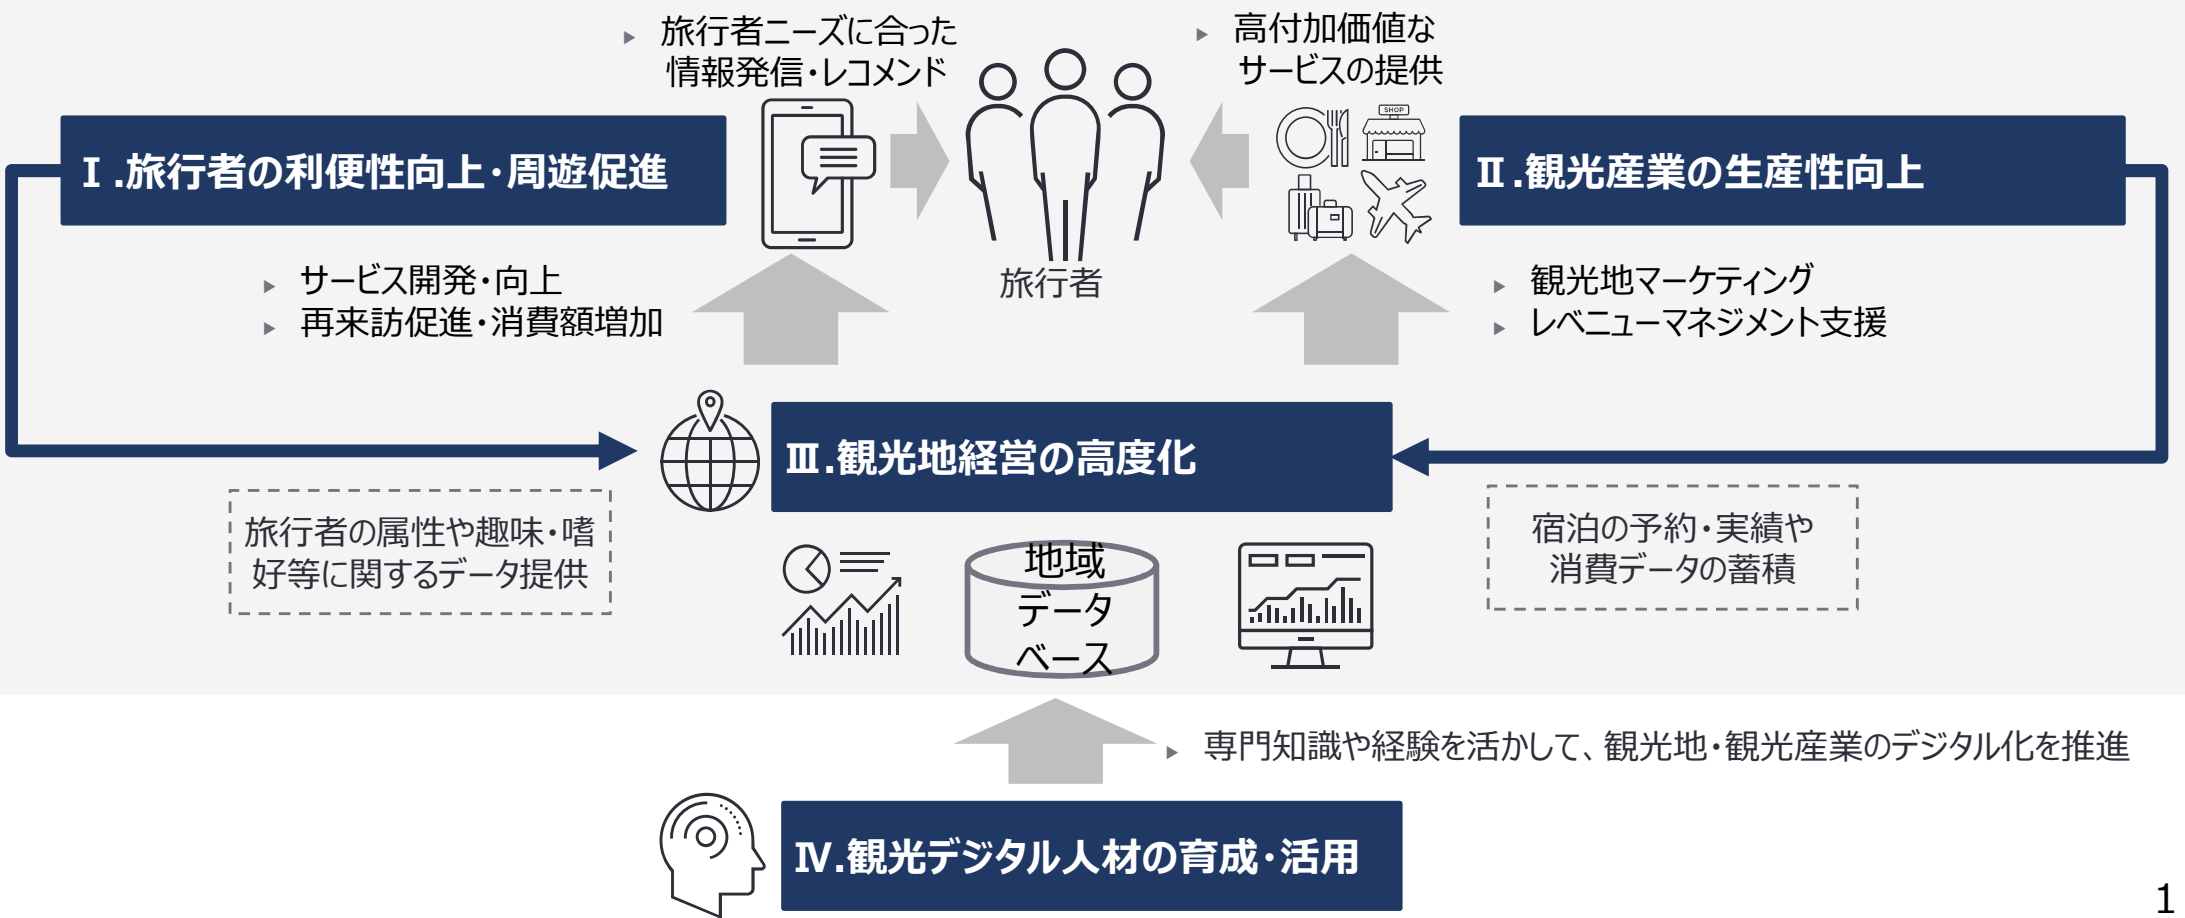 旅行者ニーズに合った
情報発信・レコメンド
高付加価値な
サービスの提供
SHOP
Ⅰ.旅行者の利便性向上・周遊促進
Ⅱ.観光産業の生産性向上
旅行者
サービス開発・向上
再来訪促進・消費額増加
観光地マーケティング
レベニューマネジメント支援
Ⅲ.観光地経営の高度化
旅行者の属性や趣味・嗜
好等に関するデータ提供
宿泊の予約・実績や
消費データの蓄積
地域
データ
ベース
専門知識や経験を活かして、観光地・観光産業のデジタル化を推進
Ⅳ.観光デジタル人材の育成・活用
1